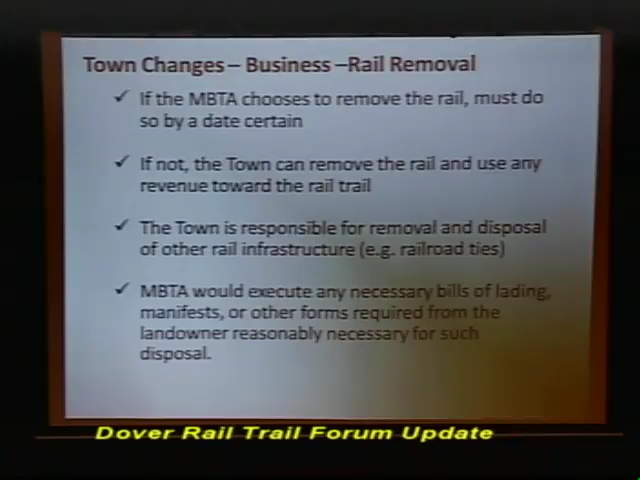 Town Changes – Business –Rail Removal
✓ If the MBTA chooses to remove the rail, must do
so by a date certain
✓ If not, the Town can remove the rail and use any
revenue toward the rail trail
✓ The Town is responsible for removal and disposal
of other rail infrastructure (e.g. railroad ties)
✓ MBTA would execute any necessary bills of lading,
manifests, or other forms required from the
landowner reasonably necessary for such
disposal.
Dover Rail Trail Forum Update